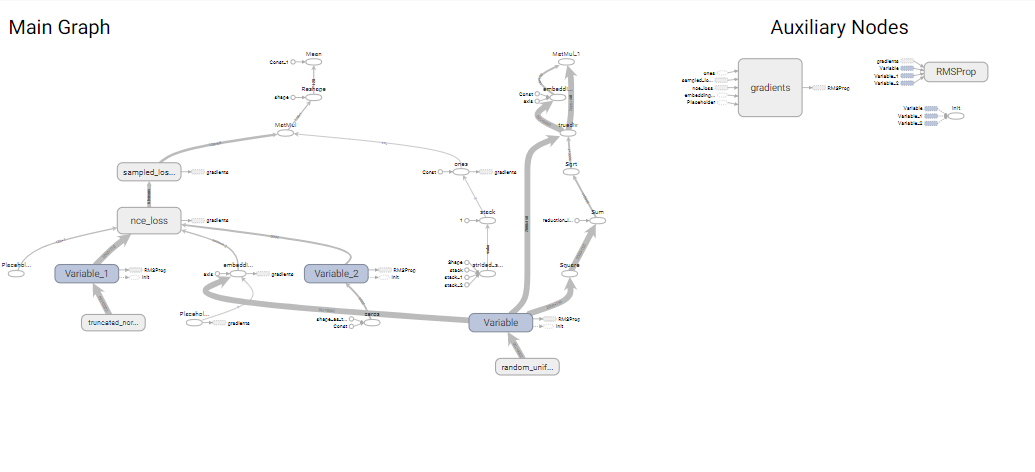 Main Graph
Auxiliary Nodes
Mean
Const_1
Reshape
shape
MatMul
sampled_los...
gradients
nce_loss
gradients
Placehol...
Variable_1
RMSProp
Init
truncated_nor...
axis
embeddi...
gradients
Placehol...
gradients
Variable_2
RMSProp
Init
zeros
shape_as_t...
Const
ones
Const
gradients
stack
1
strided_s...
Shape
stack
stack_1
stack_2
MatMul_1
embeddi...
Const
axis
truediv
Sqrt
Sum
reduction_i...
Square
Variable
RMSProp
Init
random_unif...
gradients
ones
sampled_lo...
nce_loss
embedding...
Placeholder
RMSProp
RMSProp
gradients
Variable
Variable_1
Variable_2
Init
Variable
Variable_1
Variable_2